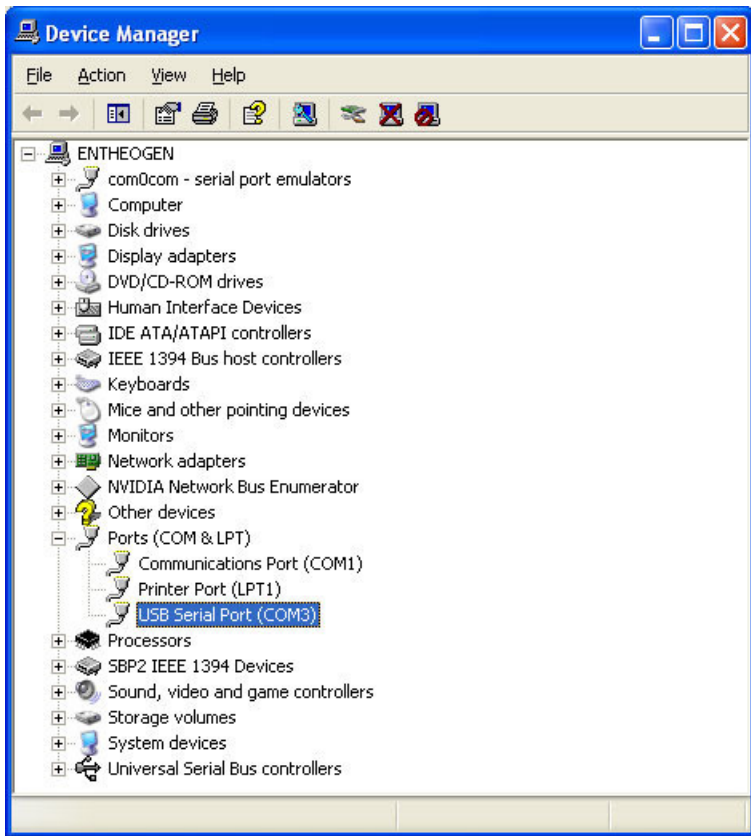 Device Manager
File Action View Help
ENTHEOGEN
com0com - serial port emulators
Computer
Disk drives
Display adapters
DVD/CD-ROM drives
Human Interface Devices
IDE ATA/ATAPI controllers
IEEE 1394 Bus host controllers
Keyboards
Mice and other pointing devices
Monitors
Network adapters
NVIDIA Network Bus Enumerator
Other devices
Ports (COM & LPT)
Communications Port (COM1)
Printer Port (LPT1)
USB Serial Port (COM3)
Processors
SBP2 IEEE 1394 Devices
Sound, video and game controllers
Storage volumes
System devices
Universal Serial Bus controllers